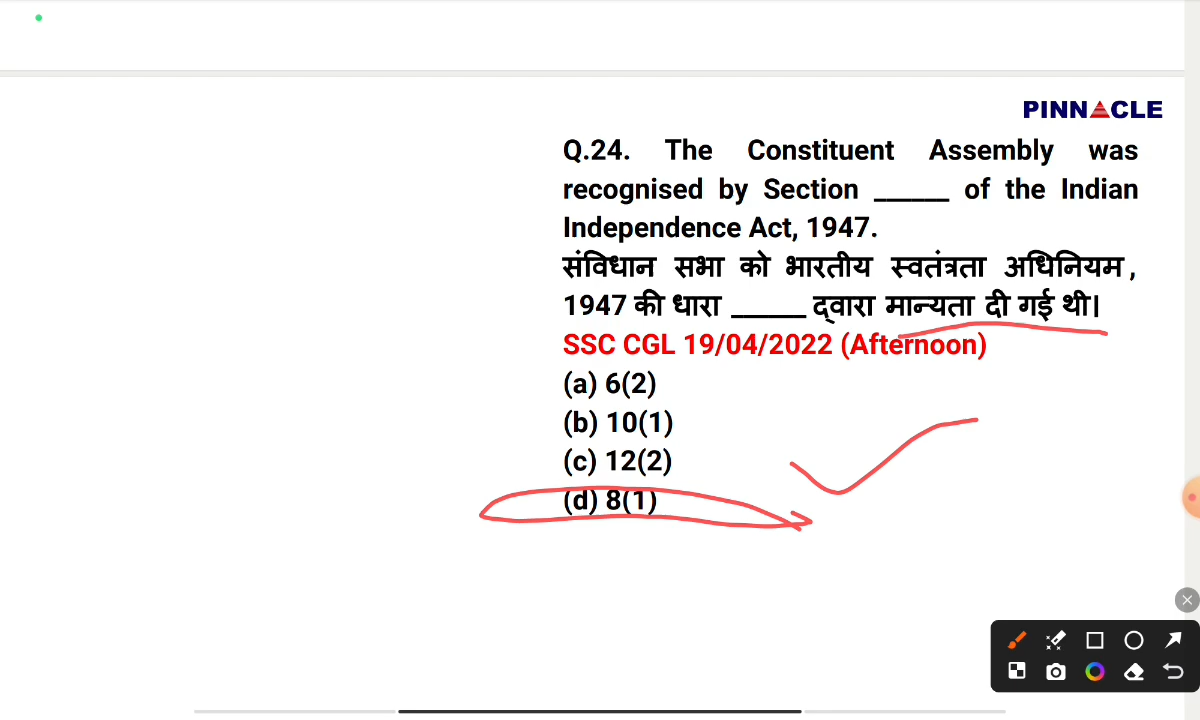 PINNACLE
Q.24. The Constituent Assembly was
recognised by Section ______ of the Indian
Independence Act, 1947.
संविधान सभा को भारतीय स्वतंत्रता अधिनियम,
1947 की धारा ______ द्वारा मान्यता दी गई थी।
SSC CGL 19/04/2022 (Afternoon)
(a) 6(2)
(b) 10(1)
(c) 12(2)
(d) 8(1)